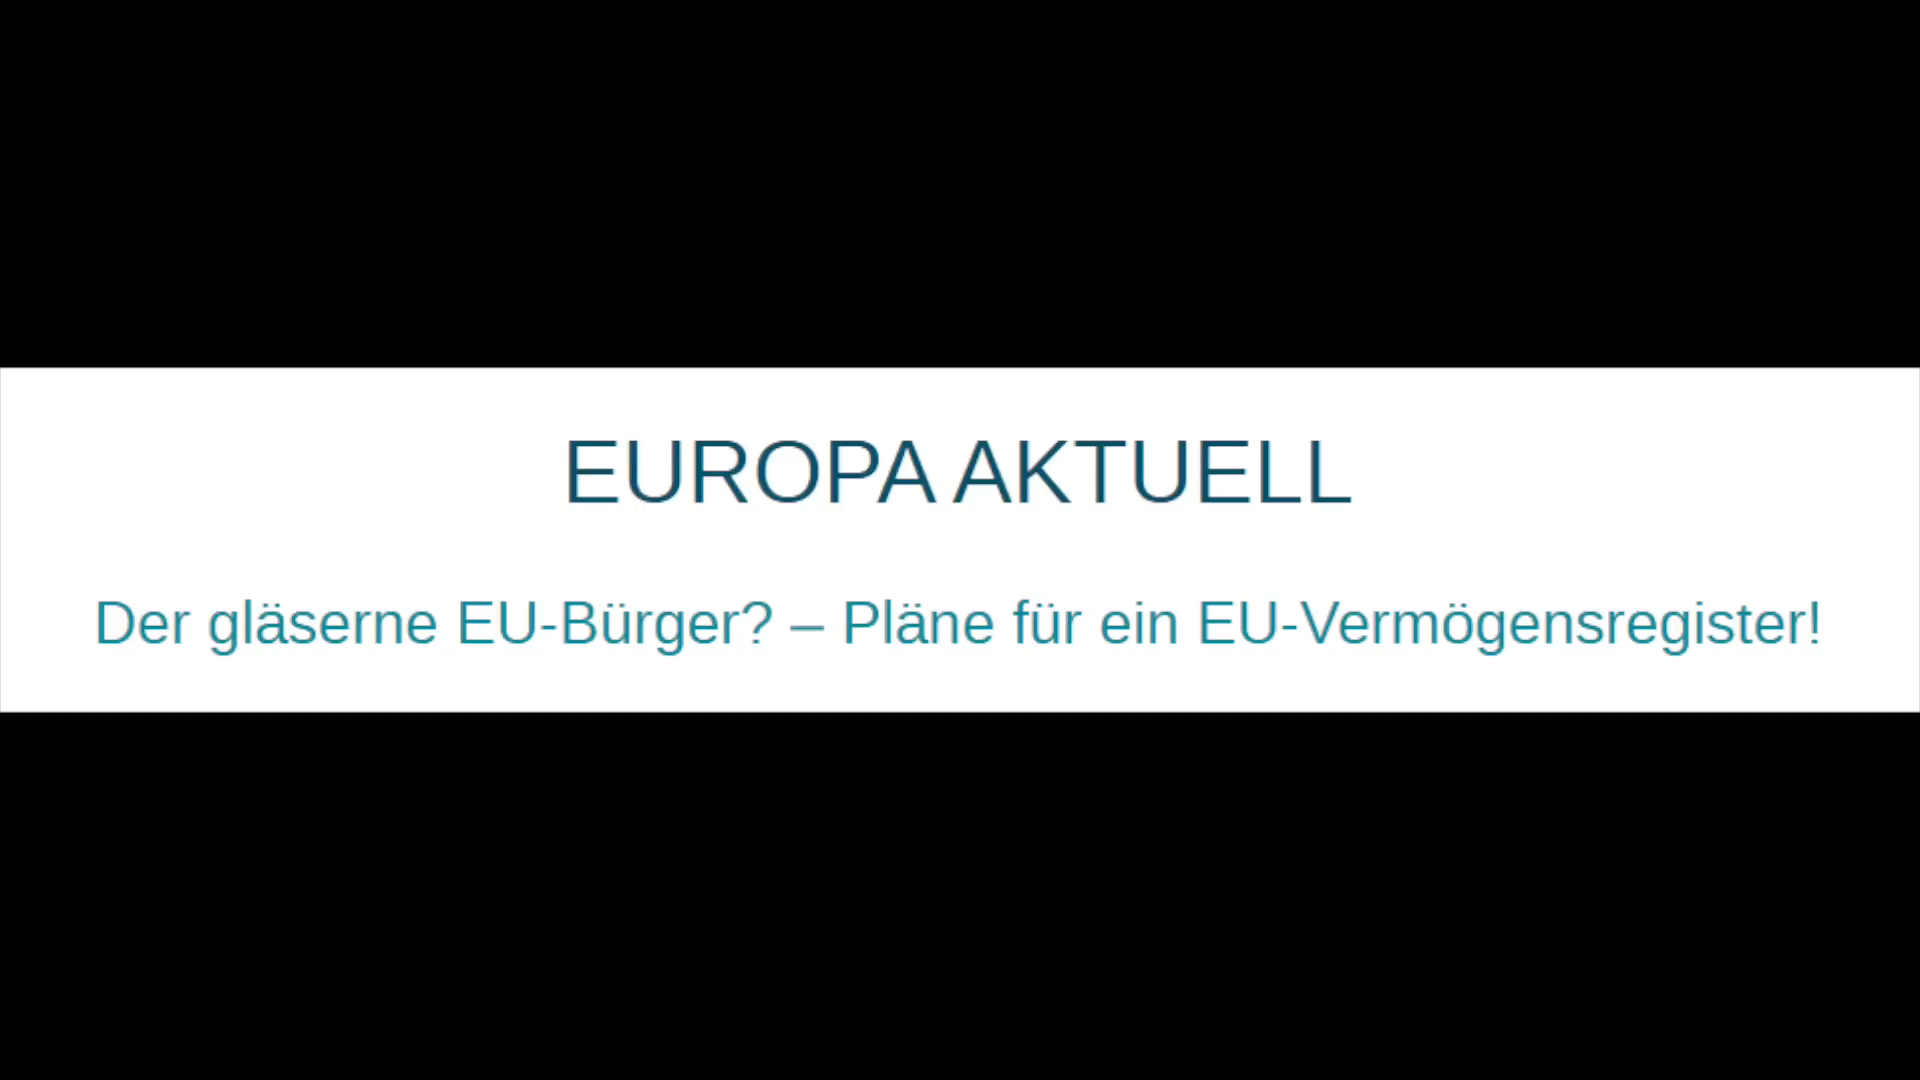 EUROPA AKTUELL
Der gläserne EU-Bürger? – Pläne für ein EU-Vermögensregister!